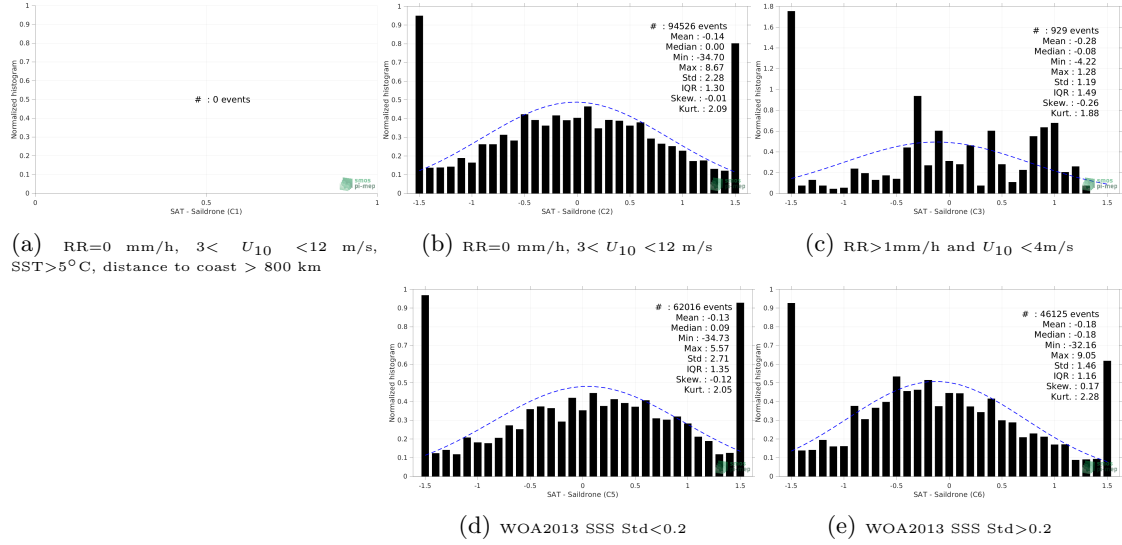 1
0.9
0.8
0.7
0.6
0.5
0.4
0.3
0.2
0.1
0
Normalized histogram
# : 0 events
0 0.5 1
SAT - Saildrone (C1)
smos
pi-mep
(a) RR=0 mm/h, 3< U10 <12 m/s,
SST>5°C, distance to coast > 800 km
1
0.9
0.8
0.7
0.6
0.5
0.4
0.3
0.2
0.1
0
Normalized histogram
# : 94526 events
Mean : -0.14
Median : 0.00
Min : -34.70
Max : 8.67
Std : 2.28
IQR : 1.30
Skew. : -0.01
Kurt. : 2.09
-1.5 -1 -0.5 0 0.5 1 1.5
SAT - Saildrone (C2)
smos
pi-mep
(b) RR=0 mm/h, 3< U10 <12 m/s
1.8
1.6
1.4
1.2
1
0.8
0.6
0.4
0.2
0
Normalized histogram
# : 929 events
Mean : -0.28
Median : -0.08
Min : -4.22
Max : 1.28
Std : 1.19
IQR : 1.49
Skew. : -0.26
Kurt. : 1.88
-1.5 -1 -0.5 0 0.5 1 1.5
SAT - Saildrone (C3)
smos
pi-mep
(c) RR>1mm/h and U10 <4m/s
1
0.9
0.8
0.7
0.6
0.5
0.4
0.3
0.2
0.1
0
Normalized histogram
# : 62016 events
Mean : -0.13
Median : 0.09
Min : -34.73
Max : 5.57
Std : 2.71
IQR : 1.35
Skew. : -0.12
Kurt. : 2.05
-1.5 -1 -0.5 0 0.5 1 1.5
SAT - Saildrone (C5)
smos
pi-mep
(d) WOA2013 SSS Std<0.2
1
0.9
0.8
0.7
0.6
0.5
0.4
0.3
0.2
0.1
0
Normalized histogram
# : 46125 events
Mean : -0.18
Median : -0.18
Min : -32.16
Max : 9.05
Std : 1.46
IQR : 1.16
Skew. : 0.17
Kurt. : 2.28
-1.5 -1 -0.5 0 0.5 1 1.5
SAT - Saildrone (C6)
smos
pi-mep
(e) WOA2013 SSS Std>0.2